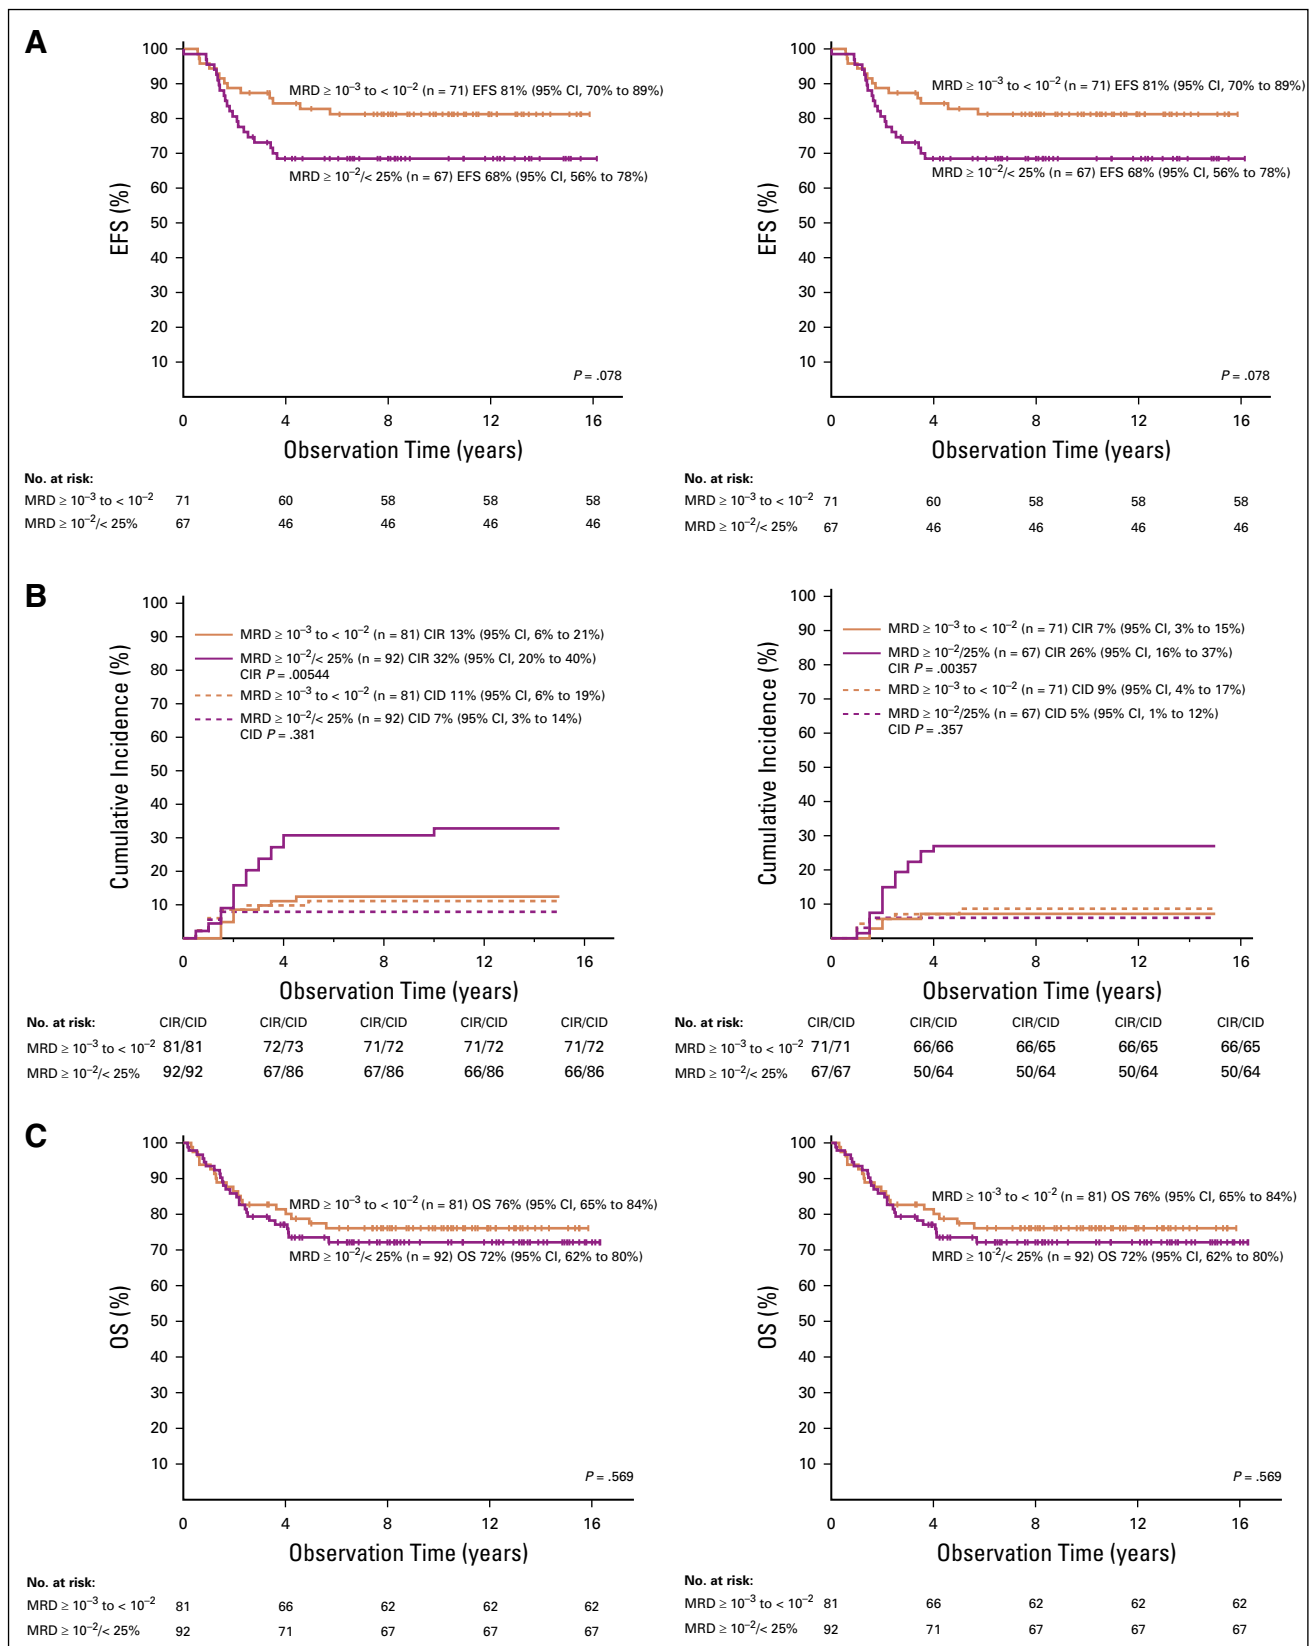 A
100
90
80
70
60
50
40
30
20
10
EFS (%)
MRD ≥ 10⁻³ to < 10⁻² (n = 71) EFS 81% (95% CI, 70% to 89%)
MRD ≥ 10⁻²/< 25% (n = 67) EFS 68% (95% CI, 56% to 78%)
P = .078
0 4 8 12 16
Observation Time (years)
No. at risk:
MRD ≥ 10⁻³ to < 10⁻² 71 60 58 58 58
MRD ≥ 10⁻²/< 25% 67 46 46 46 46
100
90
80
70
60
50
40
30
20
10
EFS (%)
MRD ≥ 10⁻³ to < 10⁻² (n = 71) EFS 81% (95% CI, 70% to 89%)
MRD ≥ 10⁻²/< 25% (n = 67) EFS 68% (95% CI, 56% to 78%)
P = .078
0 4 8 12 16
Observation Time (years)
No. at risk:
MRD ≥ 10⁻³ to < 10⁻² 71 60 58 58 58
MRD ≥ 10⁻²/< 25% 67 46 46 46 46
B
100
90
80
70
60
50
40
30
20
10
Cumulative Incidence (%)
MRD ≥ 10⁻³ to < 10⁻² (n = 81) CIR 13% (95% CI, 6% to 21%)
MRD ≥ 10⁻²/< 25% (n = 92) CIR 32% (95% CI, 20% to 40%)
CIR P = .00544
MRD ≥ 10⁻³ to < 10⁻² (n = 81) CID 11% (95% CI, 6% to 19%)
MRD ≥ 10⁻²/< 25% (n = 92) CID 7% (95% CI, 3% to 14%)
CID P = .381
0 4 8 12 16
Observation Time (years)
No. at risk: CIR/CID CIR/CID CIR/CID CIR/CID CIR/CID
MRD ≥ 10⁻³ to < 10⁻² 81/81 72/73 71/72 71/72 71/72
MRD ≥ 10⁻²/< 25% 92/92 67/86 67/86 66/86 66/86
100
90
80
70
60
50
40
30
20
10
Cumulative Incidence (%)
MRD ≥ 10⁻³ to < 10⁻² (n = 71) CIR 7% (95% CI, 3% to 15%)
MRD ≥ 10⁻²/25% (n = 67) CIR 26% (95% CI, 16% to 37%)
CIR P = .00357
MRD ≥ 10⁻³ to < 10⁻² (n = 71) CID 9% (95% CI, 4% to 17%)
MRD ≥ 10⁻²/25% (n = 67) CID 5% (95% CI, 1% to 12%)
CID P = .357
0 4 8 12 16
Observation Time (years)
No. at risk: CIR/CID CIR/CID CIR/CID CIR/CID CIR/CID
MRD ≥ 10⁻³ to < 10⁻² 71/71 66/66 66/65 66/65 66/65
MRD ≥ 10⁻²/< 25% 67/67 50/64 50/64 50/64 50/64
C
100
90
80
70
60
50
40
30
20
10
OS (%)
MRD ≥ 10⁻³ to < 10⁻² (n = 81) OS 76% (95% CI, 65% to 84%)
MRD ≥ 10⁻²/< 25% (n = 92) OS 72% (95% CI, 62% to 80%)
P = .569
0 4 8 12 16
Observation Time (years)
No. at risk:
MRD ≥ 10⁻³ to < 10⁻² 81 66 62 62 62
MRD ≥ 10⁻²/< 25% 92 71 67 67 67
100
90
80
70
60
50
40
30
20
10
OS (%)
MRD ≥ 10⁻³ to < 10⁻² (n = 81) OS 76% (95% CI, 65% to 84%)
MRD ≥ 10⁻²/< 25% (n = 92) OS 72% (95% CI, 62% to 80%)
P = .569
0 4 8 12 16
Observation Time (years)
No. at risk:
MRD ≥ 10⁻³ to < 10⁻² 81 66 62 62 62
MRD ≥ 10⁻²/< 25% 92 71 67 67 67